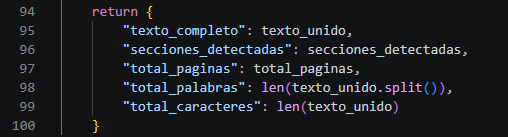 94 return {
95 "texto_completo": texto_unido,
96 "secciones_detectadas": secciones_detectadas,
97 "total_paginas": total_paginas,
98 "total_palabras": len(texto_unido.split()),
99 "total_caracteres": len(texto_unido)
100 }